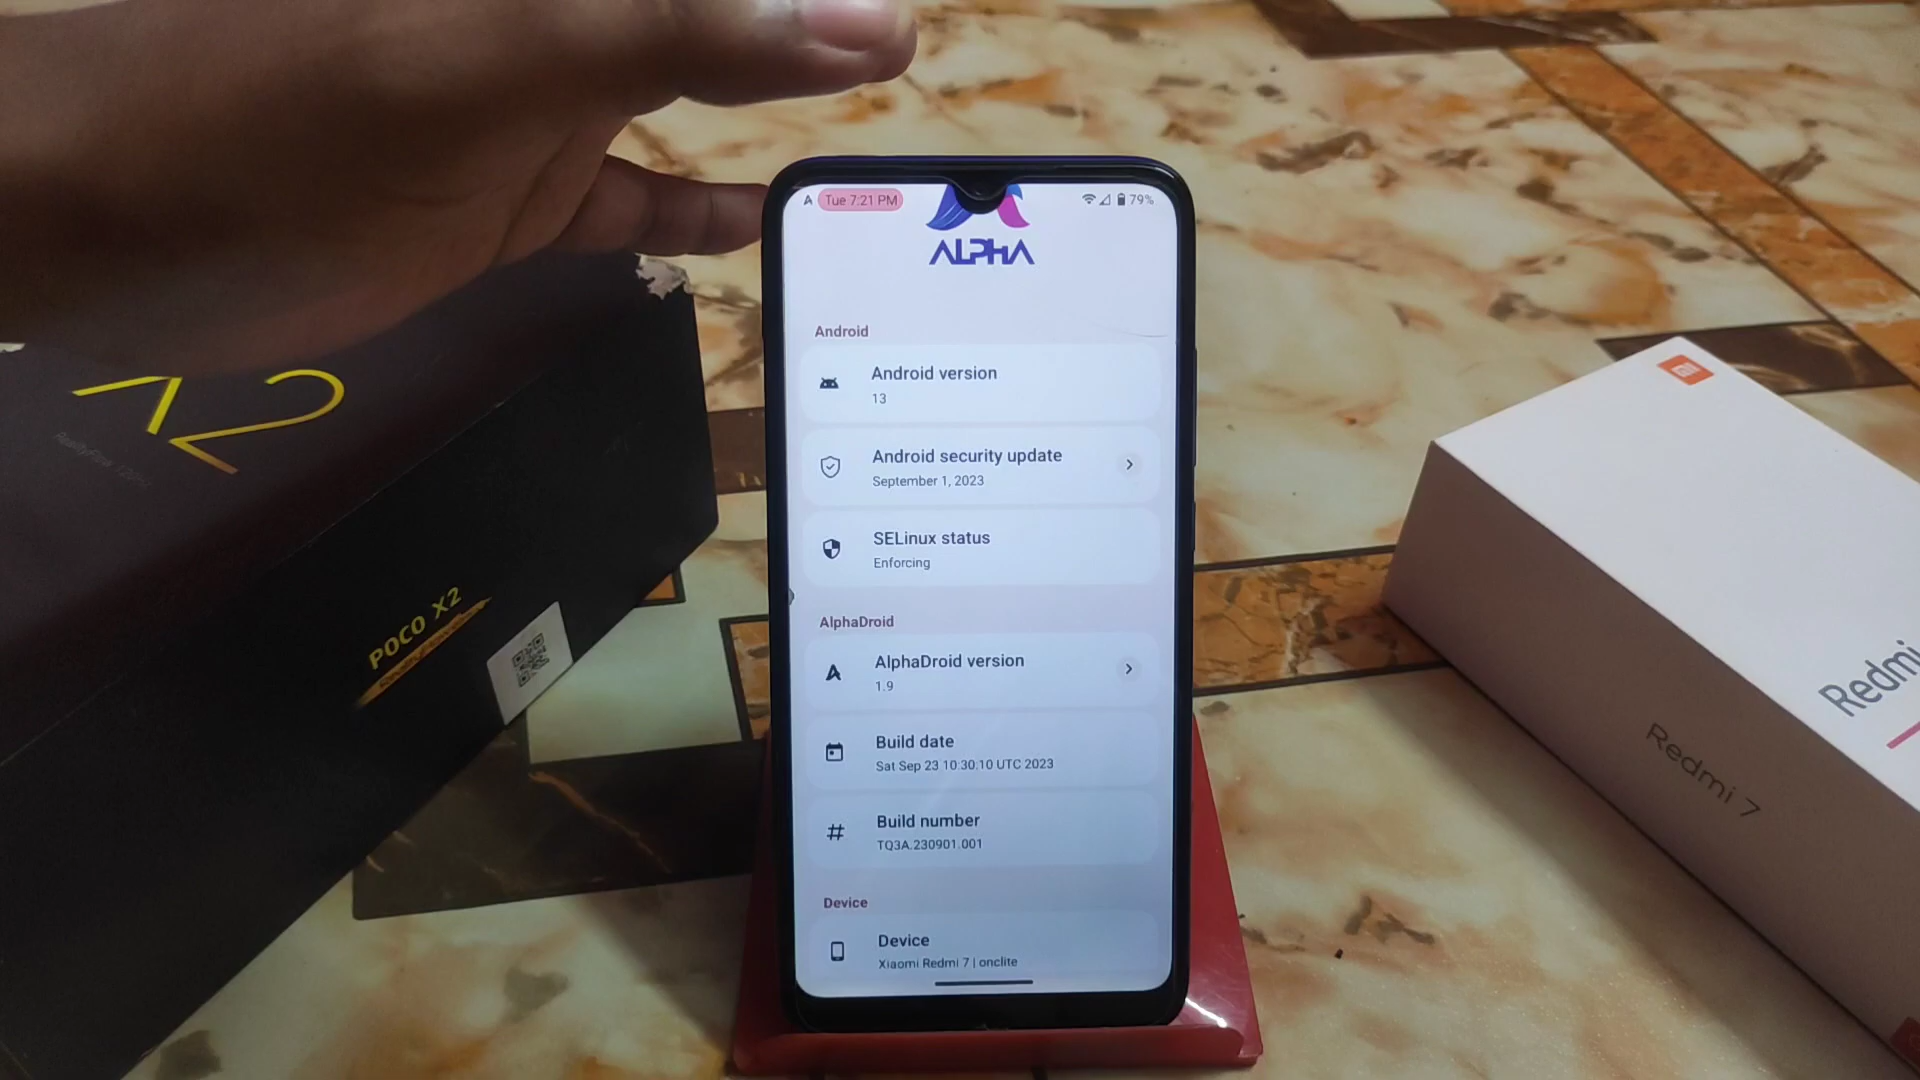 A Tue 7:21 PM 79%
ALPHA
Android
Android version
13
Android security update
September 1, 2023
SELinux status
Enforcing
AlphaDroid
AlphaDroid version
1.9
Build date
Sat Sep 23 10:30:10 UTC 2023
Build number
TQ3A.230901.001
Device
Device
Xiaomi Redmi 7 | onclite
X2
POCO X2
mi
Redmi
Redmi 7